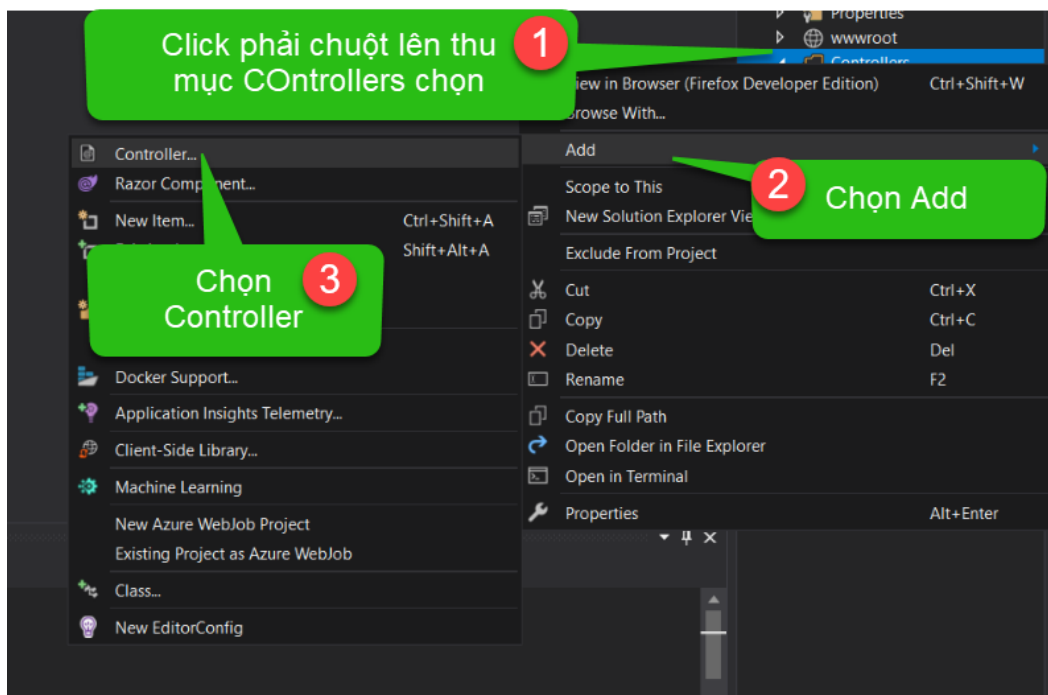 Properties
wwwroot
Controllers
Click phải chuột lên thu
mục COntrollers chọn
1
View in Browser (Firefox Developer Edition) Ctrl+Shift+W
Browse With...
Add
Scope to This
New Solution Explorer
Exclude From Project
Cut Ctrl+X
Copy Ctrl+C
Delete Del
Rename F2
Copy Full Path
Open Folder in File Explorer
Open in Terminal
Properties Alt+Enter
2
Chọn Add
Controller...
Razor Component...
New Item... Ctrl+Shift+A
Shift+Alt+A
Chọn
Controller
3
Docker Support...
Application Insights Telemetry...
Client-Side Library...
Machine Learning
New Azure WebJob Project
Existing Project as Azure WebJob
Class...
New EditorConfig